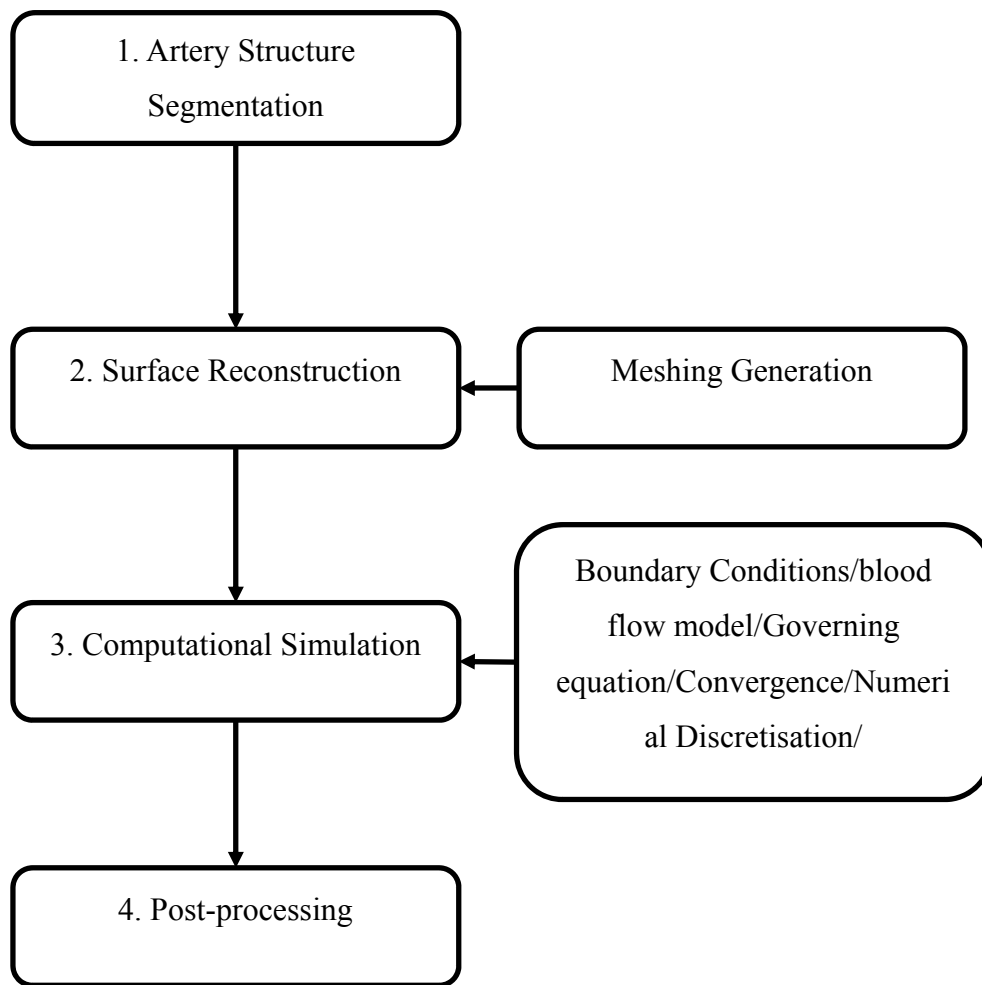 1. Artery Structure
Segmentation
2. Surface Reconstruction
Meshing Generation
Boundary Conditions/blood
flow model/Governing
equation/Convergence/Numeri
al Discretisation/
3. Computational Simulation
4. Post-processing